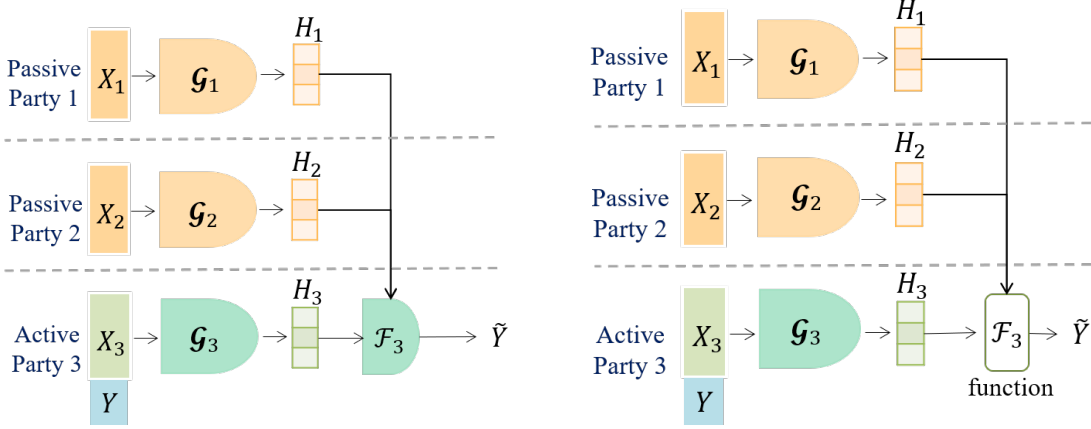 H₁
Passive
Party 1
X₁
𝓖₁
H₂
Passive
Party 2
X₂
𝓖₂
H₃
Active
Party 3
X₃
𝓖₃
ℱ₃
Ỹ
Y
H₁
Passive
Party 1
X₁
𝓖₁
H₂
Passive
Party 2
X₂
𝓖₂
H₃
Active
Party 3
X₃
𝓖₃
ℱ₃
Ỹ
function
Y